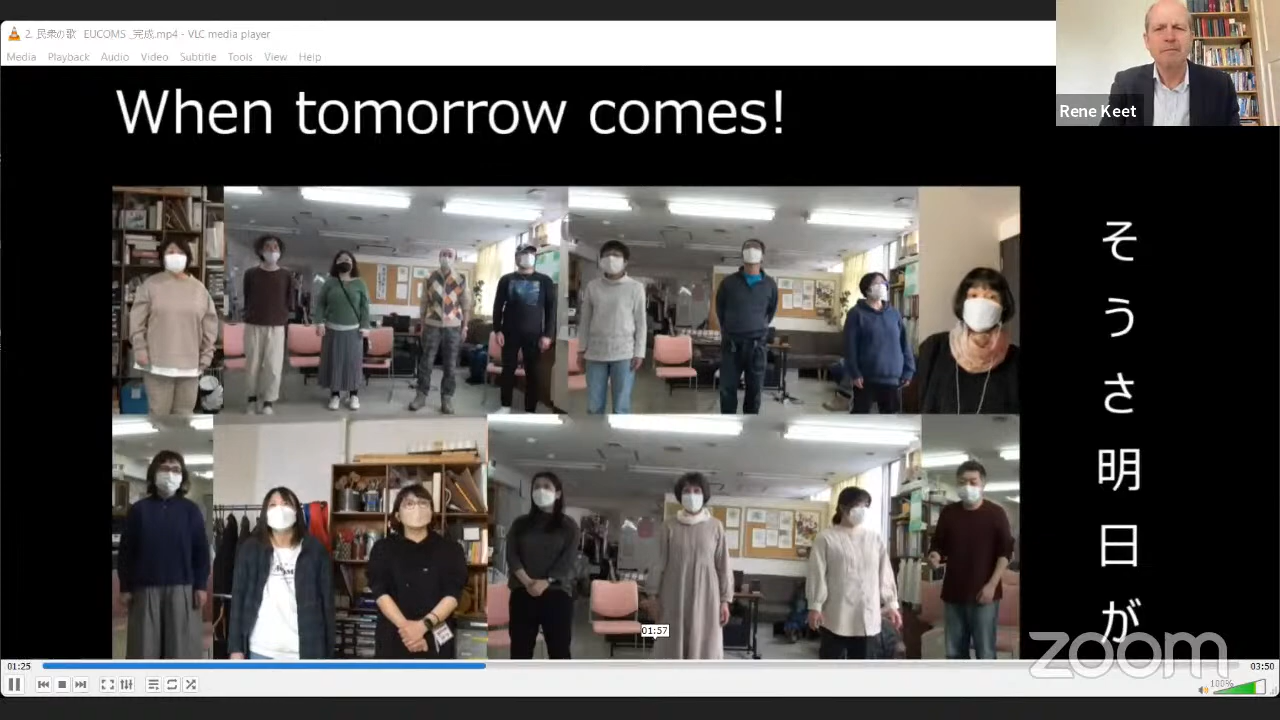 2. 民衆の歌 EUCOMS _完成.mp4 - VLC media player
Media Playback Audio Video Subtitle Tools View Help
Rene Keet
When tomorrow comes!
そうさ明日が
01:57
01:25
03:50
100%
zoom